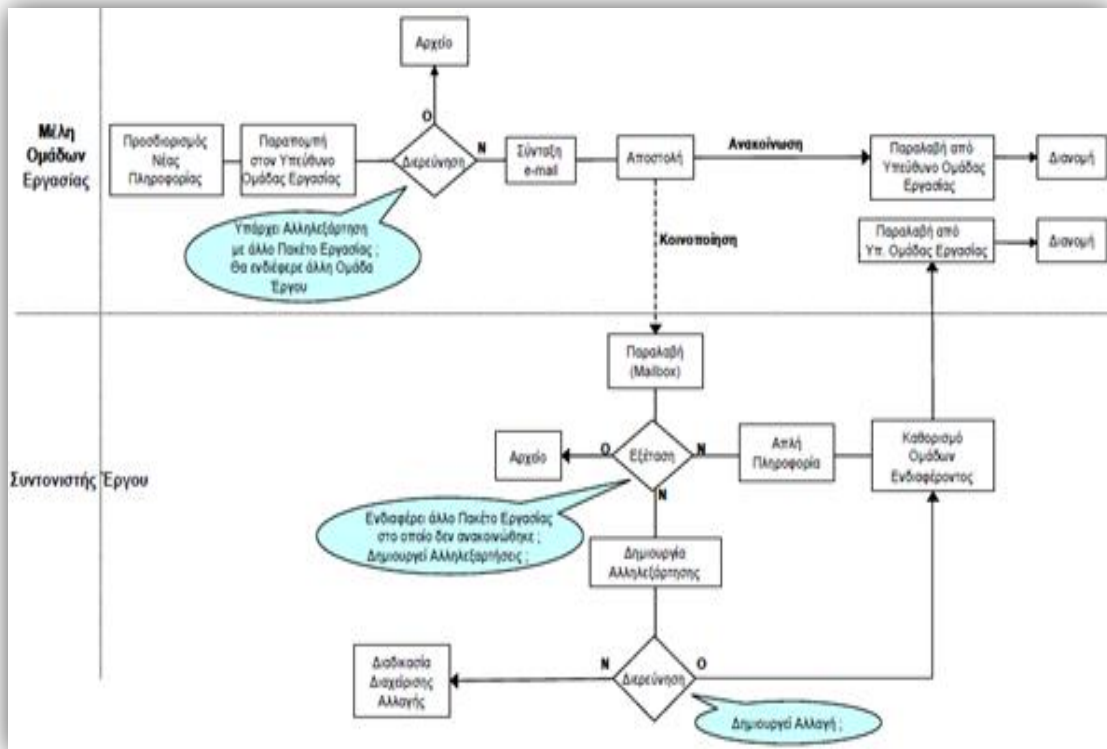 Αρχείο
Μέλη
Ομάδων
Εργασίας
Προσδιορισμός
Νέας
Πληροφορίας
Παραπομπή
στον Υπεύθυνο
Ομάδας Εργασίας
Ο
Διερεύνηση
Ν
Σύνταξη
e-mail
Αποστολή
Ανακοίνωση
Παραλαβή από
Υπεύθυνο Ομάδας
Εργασίας
Διανομή
Υπάρχει Αλληλεξάρτηση
με άλλο Πακέτο Εργασίας ;
Θα ενδιέφερε άλλη Ομάδα
Έργου
Κοινοποίηση
Παραλαβή από
Υπ. Ομάδας Εργασίας
Διανομή
Συντονιστής Έργου
Παραλαβή
(Mailbox)
Αρχείο
Ο
Εξέταση
Ν
Ν
Απλή
Πληροφορία
Καθορισμό
Ομάδων
Ενδιαφέροντος
Ενδιαφέρει άλλο Πακέτο Εργασίας
στο οποίο δεν ανακοινώθηκε ;
Δημιουργεί Αλληλεξαρτήσεις ;
Δημιουργία
Αλληλεξάρτησης
Διαδικασία
Διαχείρισης
Αλλαγής
Ν
Διερεύνηση
Ο
Δημιουργεί Αλλαγή ;